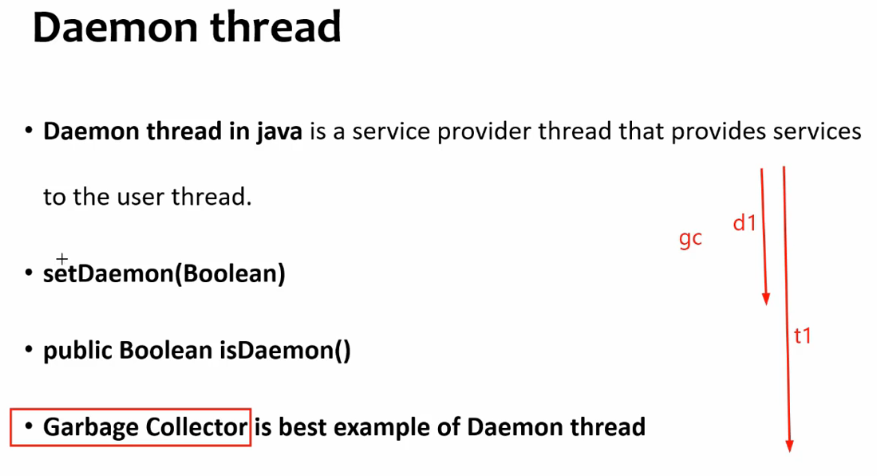 Daemon thread
• Daemon thread in java is a service provider thread that provides services
to the user thread.
d1
gc
• setDaemon(Boolean)
t1
• public Boolean isDaemon()
• Garbage Collector is best example of Daemon thread